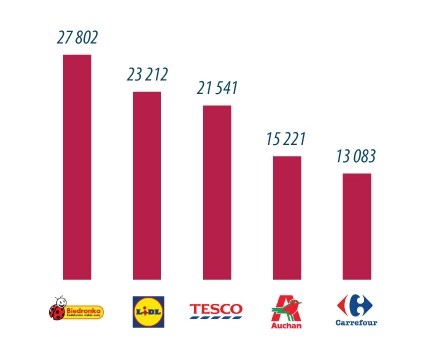 27 802
23 212
21 541
15 221
13 083
Biedronka
LIDL
TESCO
Auchan
Carrefour